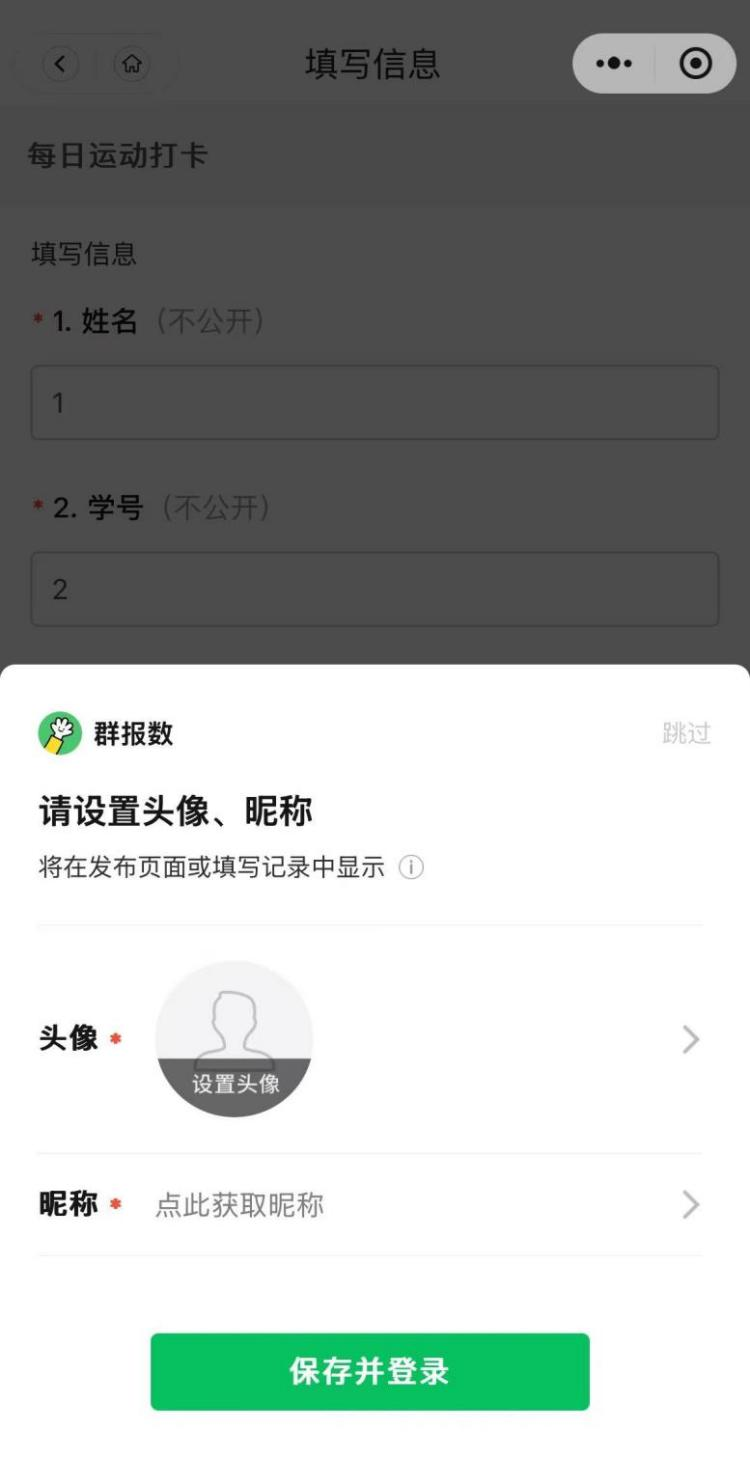 填写信息
每日运动打卡
填写信息
* 1. 姓名（不公开）
1
* 2. 学号（不公开）
2
群报数
跳过
请设置头像、昵称
将在发布页面或填写记录中显示
头像 *
设置头像
昵称 * 点此获取昵称
保存并登录